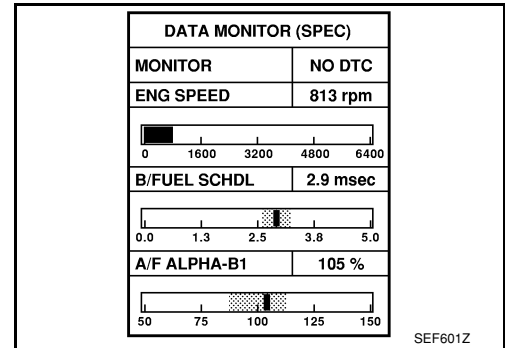 DATA MONITOR (SPEC)
MONITOR NO DTC
ENG SPEED 813 rpm
0 1600 3200 4800 6400
B/FUEL SCHDL 2.9 msec
0.0 1.3 2.5 3.8 5.0
A/F ALPHA-B1 105 %
50 75 100 125 150
SEF601Z